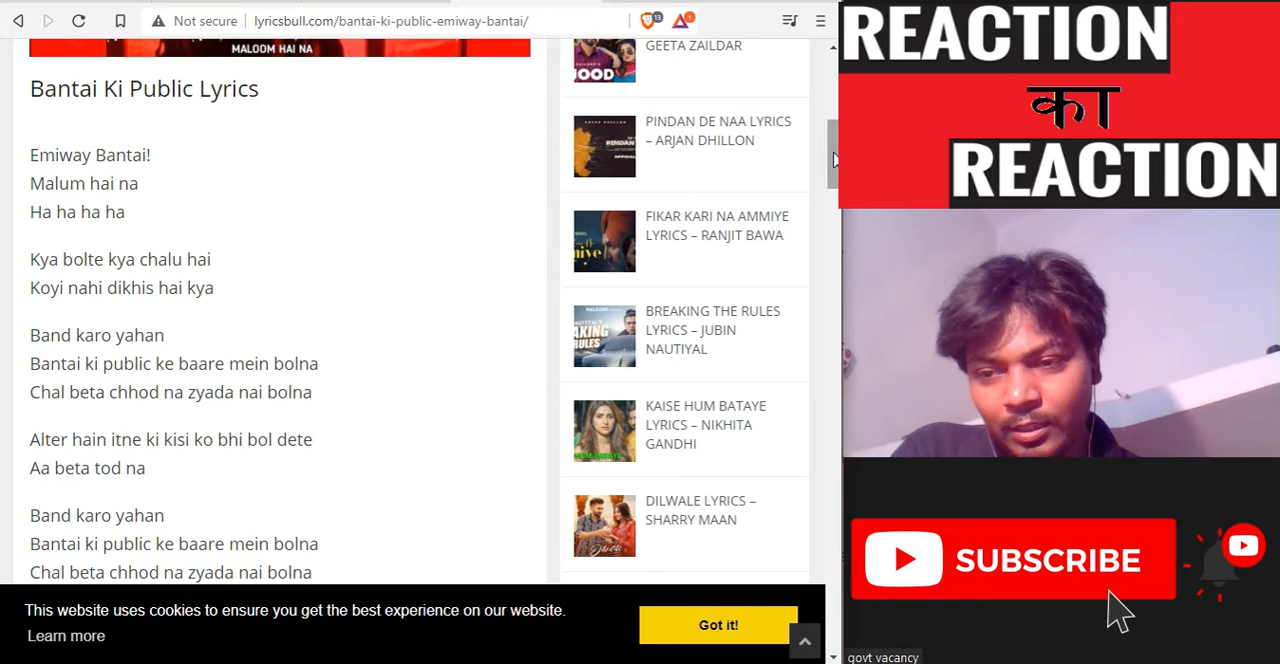 Not secure
lyricsbull.com/bantai-ki-public-emiway-bantai/
13
1
MALOOM HAI NA
Bantai Ki Public Lyrics
Emiway Bantai!
Malum hai na
Ha ha ha ha
Kya bolte kya chalu hai
Koyi nahi dikhis hai kya
Band karo yahan
Bantai ki public ke baare mein bolna
Chal beta chhod na zyada nai bolna
Alter hain itne ki kisi ko bhi bol dete
Aa beta tod na
Band karo yahan
Bantai ki public ke baare mein bolna
Chal beta chhod na zyada nai bolna
GEETA ZAILDAR
PINDAN DE NAA LYRICS
– ARJAN DHILLON
FIKAR KARI NA AMMIYE
LYRICS – RANJIT BAWA
BREAKING THE RULES
LYRICS – JUBIN
NAUTIYAL
KAISE HUM BATAYE
LYRICS – NIKHITA
GANDHI
DILWALE LYRICS –
SHARRY MAAN
This website uses cookies to ensure you get the best experience on our website.
Learn more
Got it!
REACTION
का
REACTION
SUBSCRIBE
govt vacancy